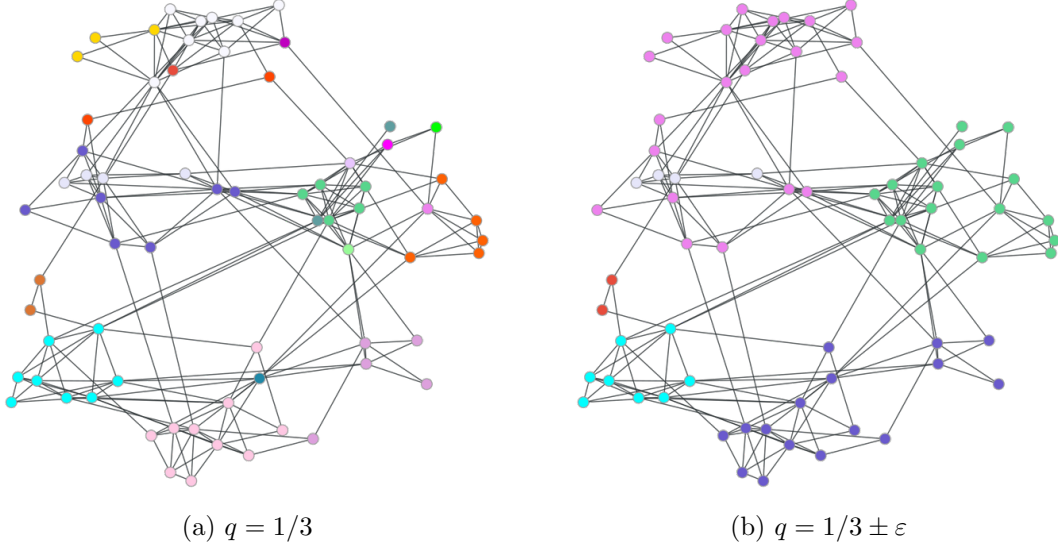 (a) q = 1/3
(b) q = 1/3 ± ε